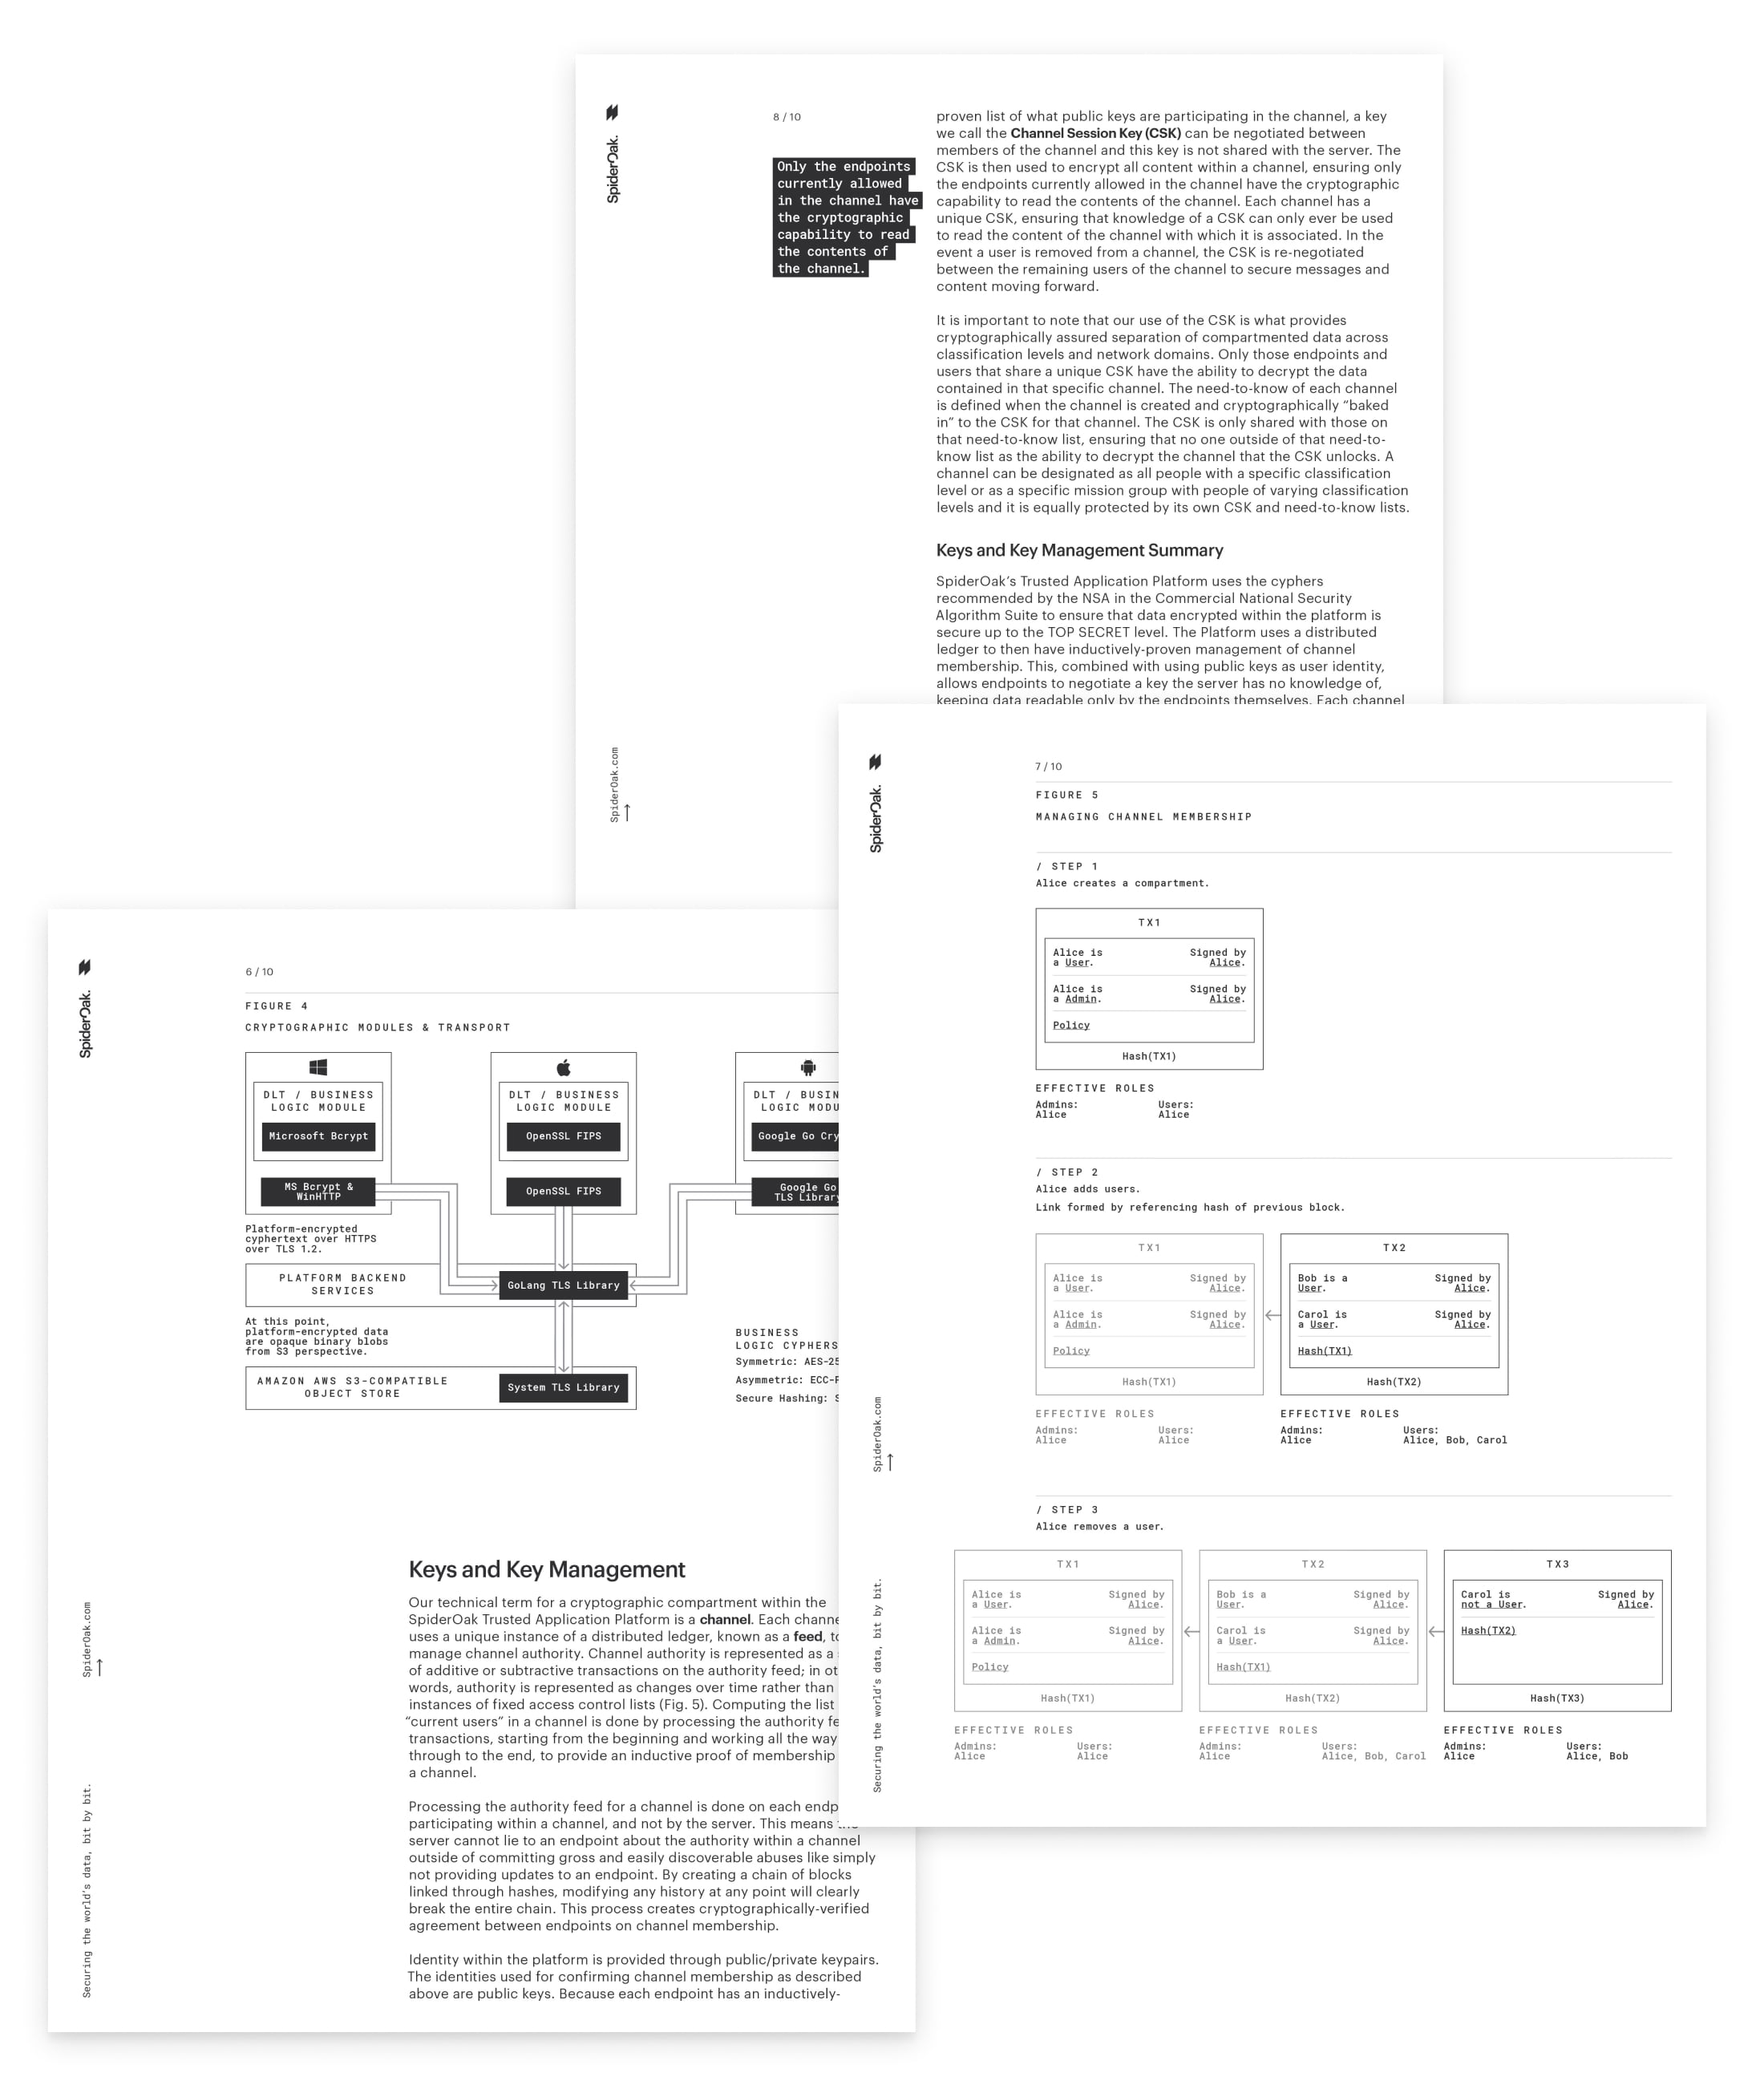 SpiderOak.
8 / 10
Only the endpoints
currently allowed
in the channel have
the cryptographic
capability to read
the contents of
the channel.
proven list of what public keys are participating in the channel, a key
we call the Channel Session Key (CSK) can be negotiated between
members of the channel and this key is not shared with the server. The
CSK is then used to encrypt all content within a channel, ensuring only
the endpoints currently allowed in the channel have the cryptographic
capability to read the contents of the channel. Each channel has a
unique CSK, ensuring that knowledge of a CSK can only ever be used
to read the content of the channel with which it is associated. In the
event a user is removed from a channel, the CSK is re-negotiated
between the remaining users of the channel to secure messages and
content moving forward.
It is important to note that our use of the CSK is what provides
cryptographically assured separation of compartmented data across
classification levels and network domains. Only those endpoints and
users that share a unique CSK have the ability to decrypt the data
contained in that specific channel. The need-to-know of each channel
is defined when the channel is created and cryptographically “baked
in” to the CSK for that channel. The CSK is only shared with those on
that need-to-know list, ensuring that no one outside of that need-to-
know list as the ability to decrypt the channel that the CSK unlocks. A
channel can be designated as all people with a specific classification
level or as a specific mission group with people of varying classification
levels and it is equally protected by its own CSK and need-to-know lists.
Keys and Key Management Summary
SpiderOak’s Trusted Application Platform uses the cyphers
recommended by the NSA in the Commercial National Security
Algorithm Suite to ensure that data encrypted within the platform is
secure up to the TOP SECRET level. The Platform uses a distributed
ledger to then have inductively-proven management of channel
membership. This, combined with using public keys as user identity,
allows endpoints to negotiate a key the server has no knowledge of,
keeping data readable only by the endpoints themselves. Each channel
SpiderOak.com
SpiderOak.
7 / 10
FIGURE 5
MANAGING CHANNEL MEMBERSHIP
/ STEP 1
Alice creates a compartment.
TX1
Alice is
a User.
Signed by
Alice.
Alice is
a Admin.
Signed by
Alice.
Policy
Hash(TX1)
EFFECTIVE ROLES
Admins:
Alice
Users:
Alice
/ STEP 2
Alice adds users.
Link formed by referencing hash of previous block.
TX1
Alice is
a User.
Signed by
Alice.
Alice is
a Admin.
Signed by
Alice.
Policy
Hash(TX1)
EFFECTIVE ROLES
Admins:
Alice
Users:
Alice
TX2
Bob is a
User.
Signed by
Alice.
Carol is
a User.
Signed by
Alice.
Hash(TX1)
Hash(TX2)
EFFECTIVE ROLES
Admins:
Alice
Users:
Alice, Bob, Carol
/ STEP 3
Alice removes a user.
TX1
Alice is
a User.
Signed by
Alice.
Alice is
a Admin.
Signed by
Alice.
Policy
Hash(TX1)
EFFECTIVE ROLES
Admins:
Alice
Users:
Alice
TX2
Bob is a
User.
Signed by
Alice.
Carol is
a User.
Signed by
Alice.
Hash(TX1)
Hash(TX2)
EFFECTIVE ROLES
Admins:
Alice
Users:
Alice, Bob, Carol
TX3
Carol is
not a User.
Signed by
Alice.
Hash(TX2)
Hash(TX3)
EFFECTIVE ROLES
Admins:
Alice
Users:
Alice, Bob
SpiderOak.com
Securing the world's data, bit by bit.
SpiderOak.
6 / 10
FIGURE 4
CRYPTOGRAPHIC MODULES & TRANSPORT
DLT / BUSINESS
LOGIC MODULE
Microsoft Bcrypt
MS Bcrypt &
WinHTTP
DLT / BUSINESS
LOGIC MODULE
OpenSSL FIPS
OpenSSL FIPS
DLT / BUSIN
LOGIC MODU
Google Go Cry
Google Go
TLS Library
Platform-encrypted
cyphertext over HTTPS
over TLS 1.2.
PLATFORM BACKEND
SERVICES
GoLang TLS Library
At this point,
platform-encrypted data
are opaque binary blobs
from S3 perspective.
AMAZON AWS S3-COMPATIBLE
OBJECT STORE
System TLS Library
BUSINESS
LOGIC CYPHERS
Symmetric: AES-25
Asymmetric: ECC-P
Secure Hashing: S
Keys and Key Management
Our technical term for a cryptographic compartment within the
SpiderOak Trusted Application Platform is a channel. Each channe
uses a unique instance of a distributed ledger, known as a feed, to
manage channel authority. Channel authority is represented as a
of additive or subtractive transactions on the authority feed; in ot
words, authority is represented as changes over time rather than
instances of fixed access control lists (Fig. 5). Computing the list
“current users” in a channel is done by processing the authority fe
transactions, starting from the beginning and working all the way
through to the end, to provide an inductive proof of membership
a channel.
Processing the authority feed for a channel is done on each endp
participating within a channel, and not by the server. This means the
server cannot lie to an endpoint about the authority within a channel
outside of committing gross and easily discoverable abuses like simply
not providing updates to an endpoint. By creating a chain of blocks
linked through hashes, modifying any history at any point will clearly
break the entire chain. This process creates cryptographically-verified
agreement between endpoints on channel membership.
Identity within the platform is provided through public/private keypairs.
The identities used for confirming channel membership as described
above are public keys. Because each endpoint has an inductively-
SpiderOak.com
Securing the world's data, bit by bit.